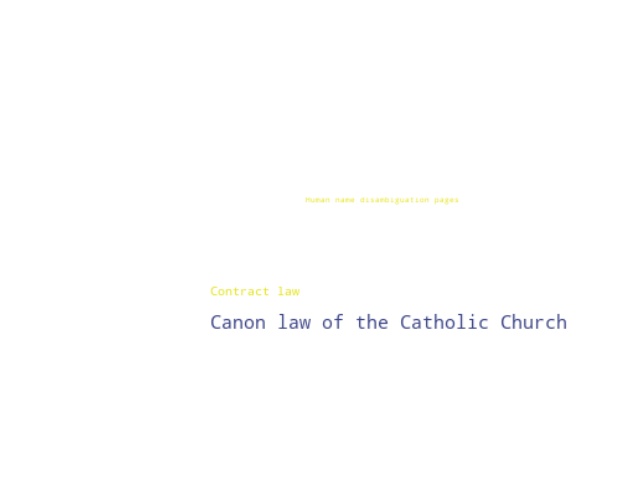 Human name disambiguation pages
Contract law
Canon law of the Catholic Church